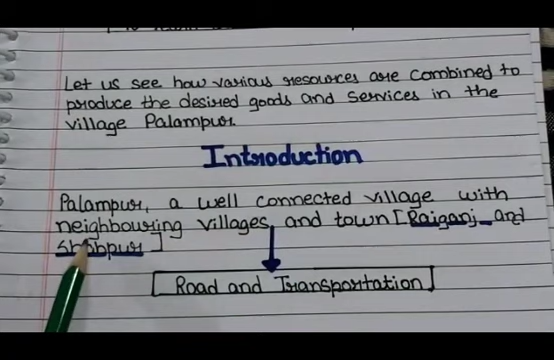 Let us see how various resources are combined to
produce the desired goods and services in the
village Palampur.
Introduction
Palampur, a well connected village with
neighbouring villages and town [Raiganj and
Shahpur]
[Road and Transportation]